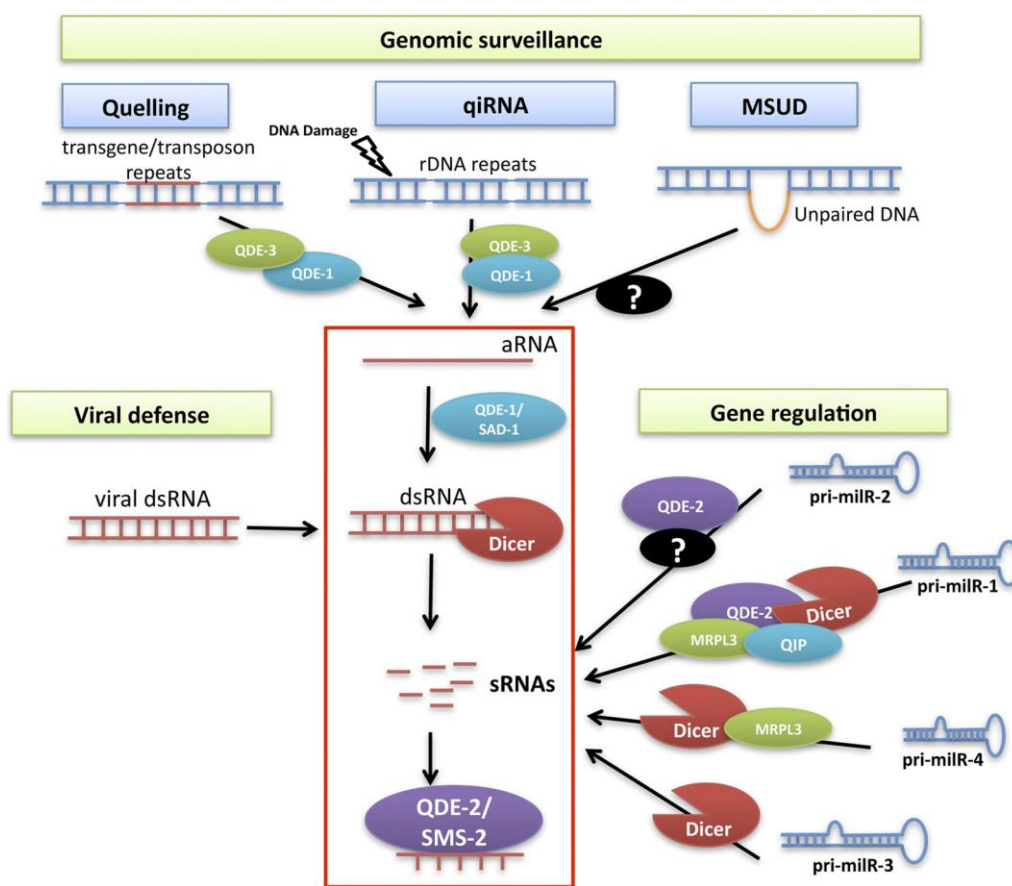 Genomic surveillance
Quelling
qiRNA
MSUD
transgene/transposon
repeats
DNA Damage
rDNA repeats
Unpaired DNA
QDE-3
QDE-1
QDE-3
QDE-1
?
aRNA
QDE-1/
SAD-1
Viral defense
Gene regulation
viral dsRNA
dsRNA
Dicer
QDE-2
?
pri-milR-2
QDE-2
Dicer
MRPL3
QIP
pri-milR-1
sRNAs
Dicer
MRPL3
pri-milR-4
QDE-2/
SMS-2
Dicer
pri-milR-3